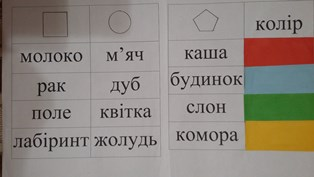 колір
молоко м’яч каша
рак дуб будинок
поле квітка слон
лабіринт жолудь комора